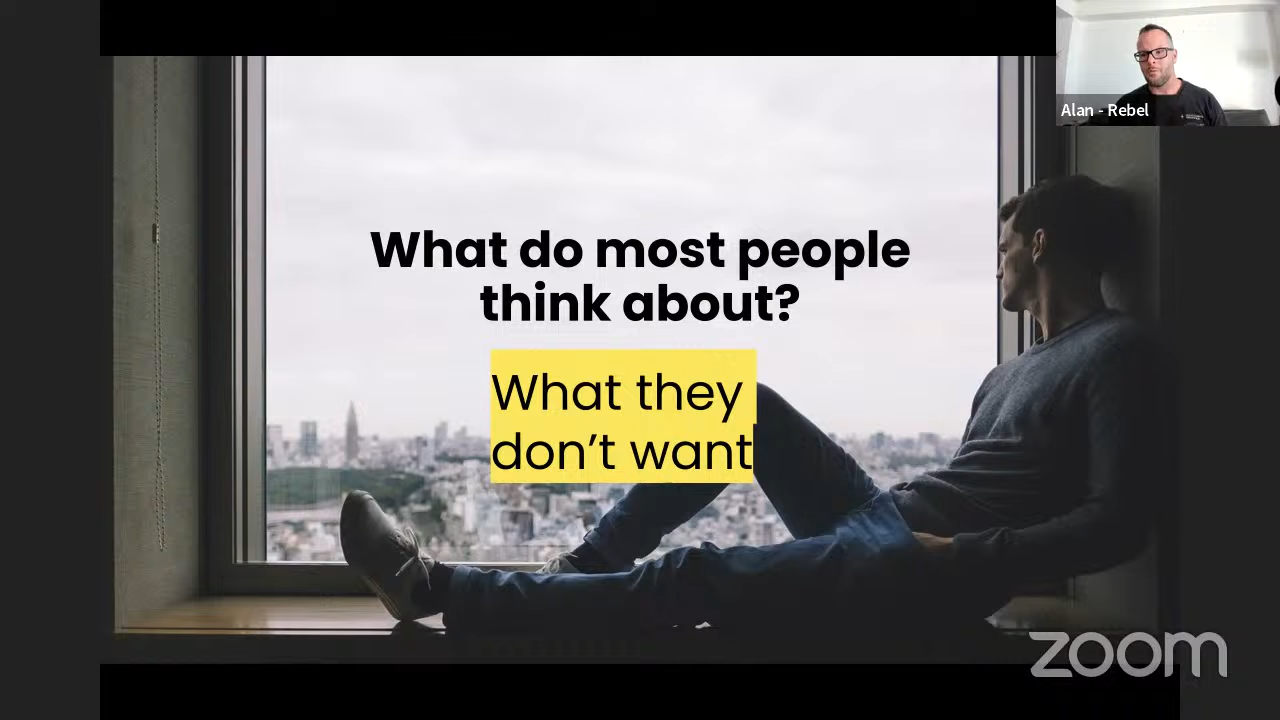 Alan - Rebel
What do most people
think about?
What they
don’t want
zoom